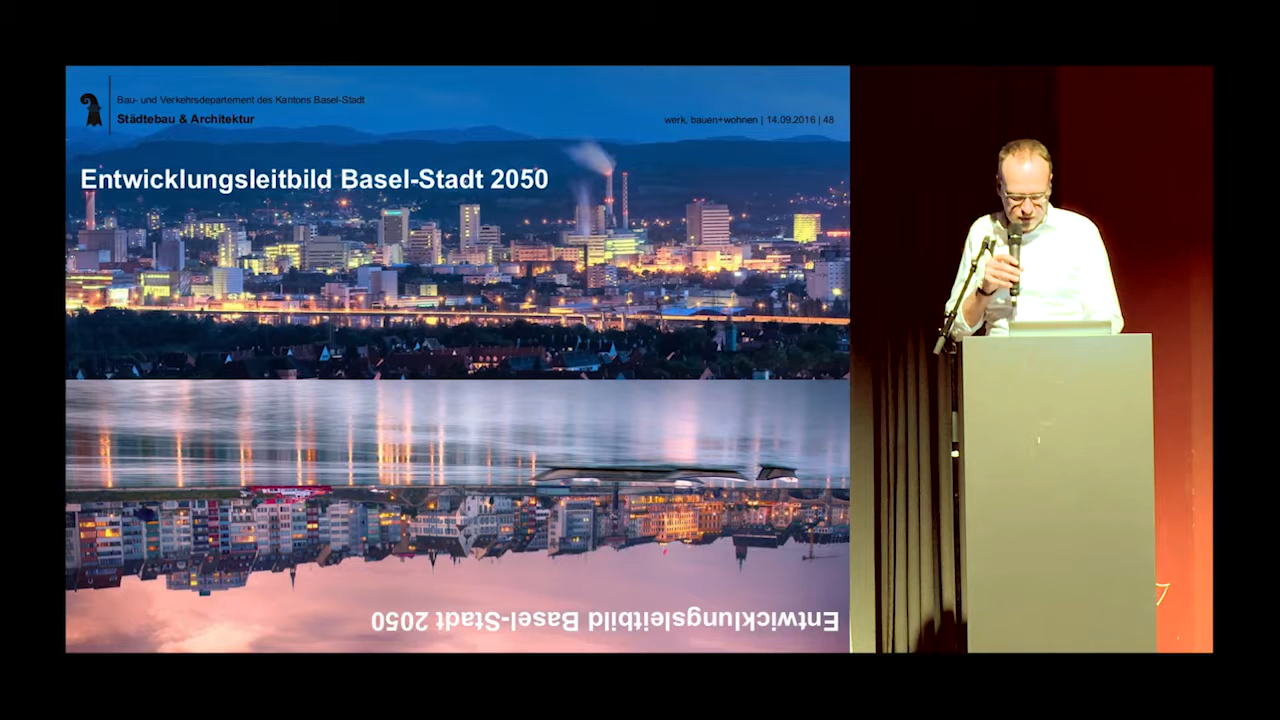 Bau- und Verkehrsdepartement des Kantons Basel-Stadt
Städtebau & Architektur
werk, bauen+wohnen | 14.09.2016 | 48
Entwicklungsleitbild Basel-Stadt 2050
Entwicklungsleitbild Basel-Stadt 2050